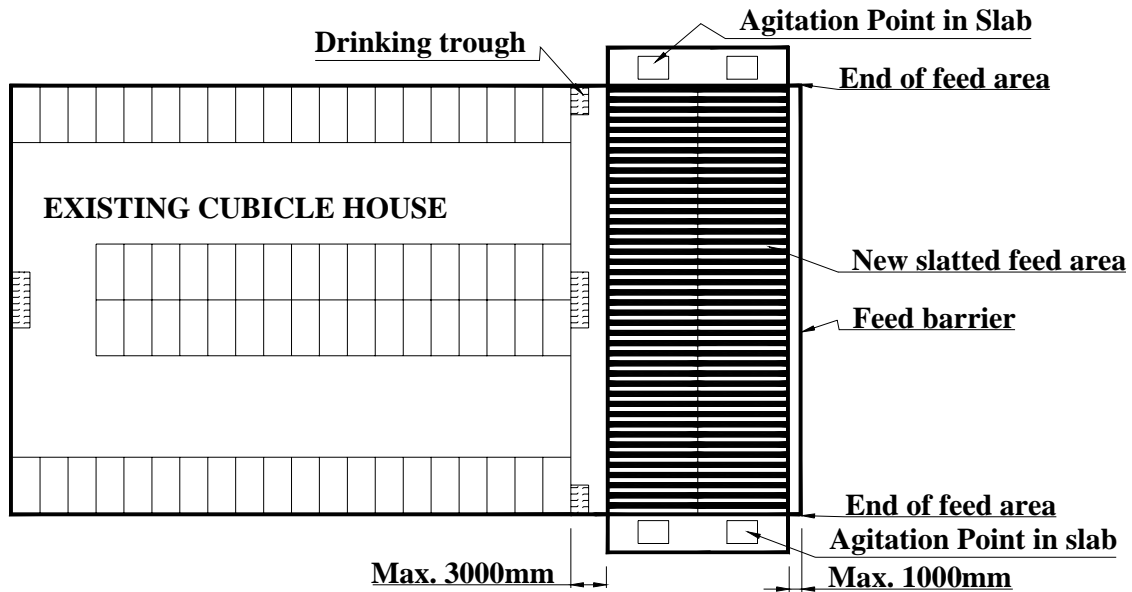 Agitation Point in Slab
Drinking trough
End of feed area
EXISTING CUBICLE HOUSE
New slatted feed area
Feed barrier
End of feed area
Agitation Point in slab
Max. 3000mm
Max. 1000mm